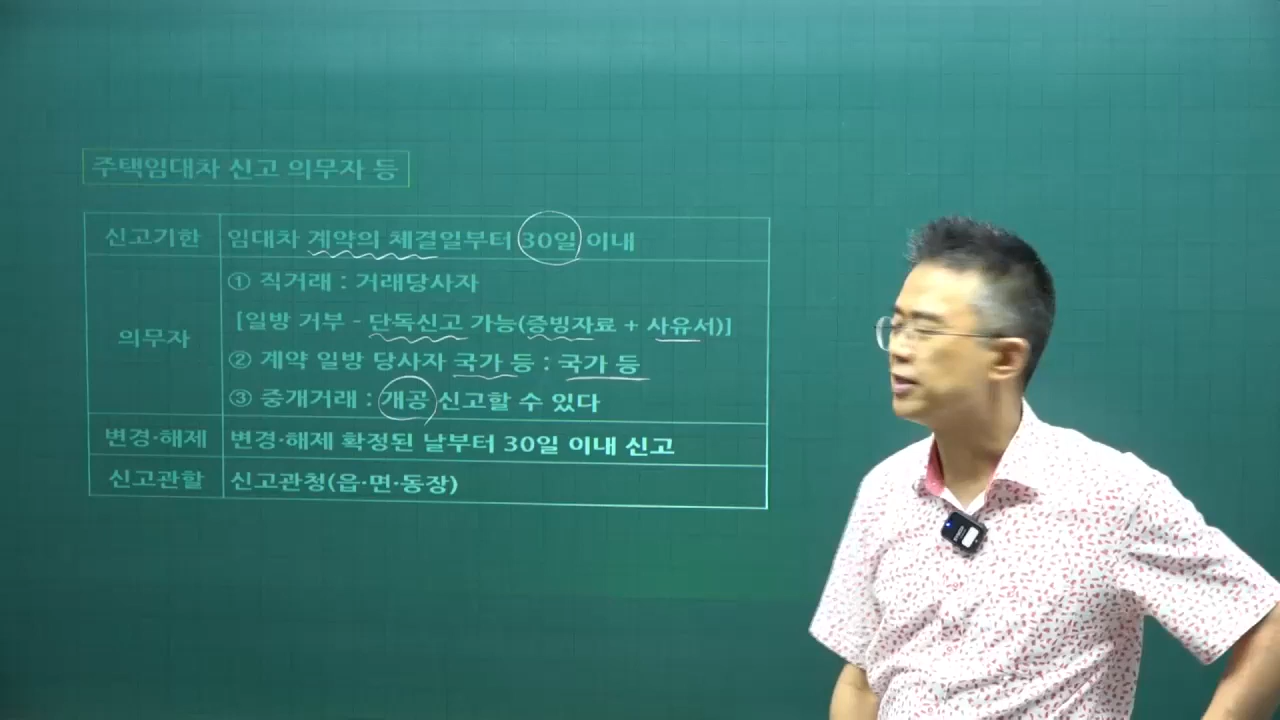 주택임대차 신고 의무자 등
신고기한 임대차 계약의 체결일부터 30일 이내
의무자
① 직거래 : 거래당사자
[일방 거부 - 단독신고 가능(증빙자료 + 사유서)]
② 계약 일방 당사자 국가 등 : 국가 등
③ 중개거래 : 개공 신고할 수 있다
변경·해제 변경·해제 확정된 날부터 30일 이내 신고
신고관할 신고관청(읍·면·동장)